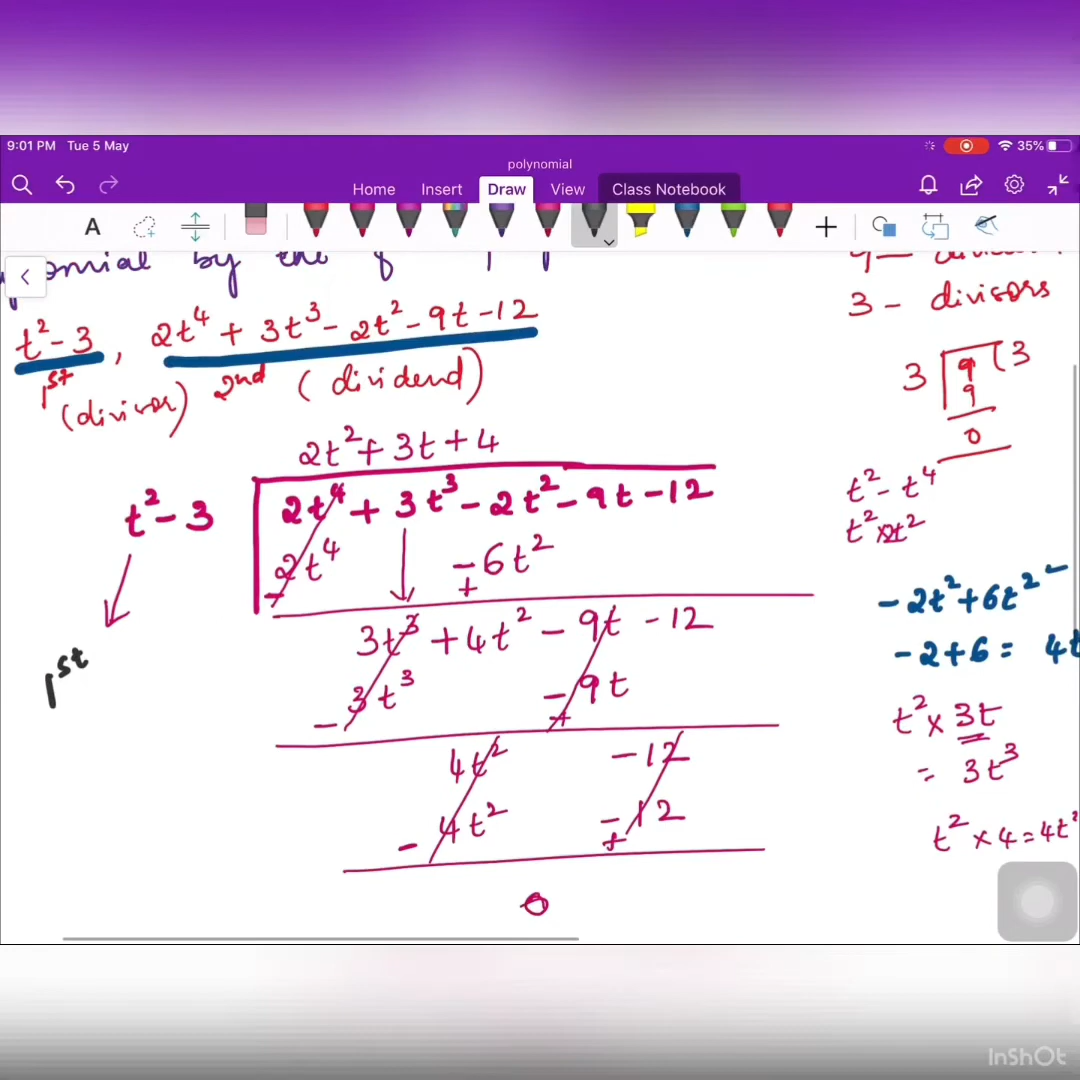 9:01 PM Tue 5 May
35%
polynomial
Home Insert Draw View Class Notebook
A
by the
t² - 3 , 2t⁴ + 3t³ - 2t² - 9t - 12
1st (divisor) 2nd (dividend)
2t² + 3t + 4
t² - 3
2t⁴ + 3t³ - 2t² - 9t - 12
2t⁴ - 6t²
- +
3t³ + 4t² - 9t - 12
3t³ - 9t
- +
4t² - 12
4t² - 12
- +
0
1st
3 - divisors
3 9 (3
9
0
t² - t⁴
- 2t² + 6t² -
- 2 + 6 = 4t
t² × 3t
= 3t³
t² × 4 = 4t²
InShOt